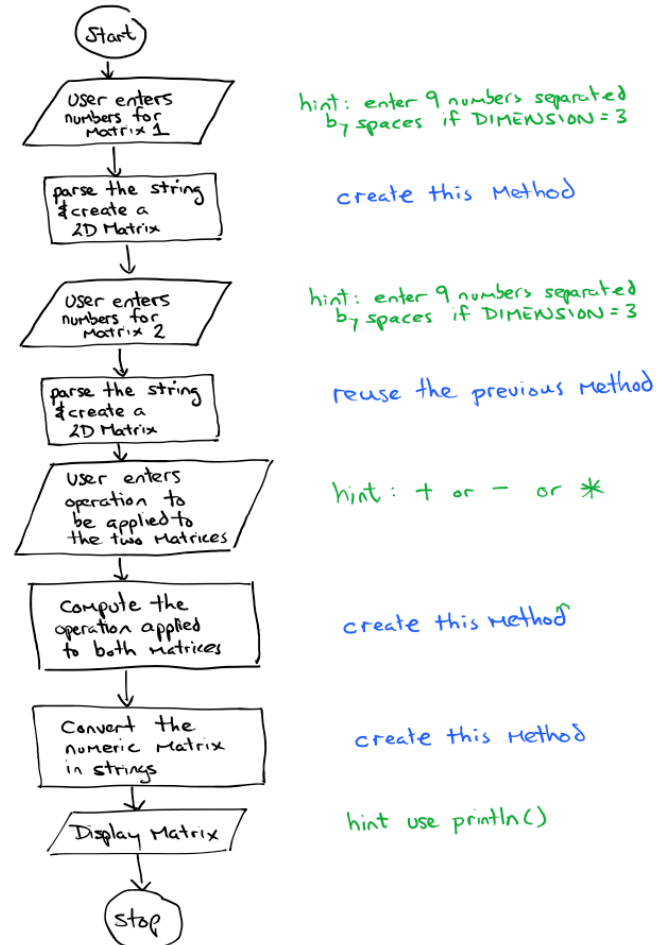 Start
User enters
numbers for
Matrix 1
hint: enter 9 numbers separated
by spaces if DIMENSION = 3
parse the string
& create a
2D Matrix
create this Method
User enters
numbers for
Matrix 2
hint: enter 9 numbers separated
by spaces if DIMENSION = 3
parse the string
& create a
2D Matrix
reuse the previous Method
User enters
operation to
be applied to
the two Matrices
hint: + or - or *
Compute the
operation applied
to both Matrices
create this Method
Convert the
numeric Matrix
in strings
create this Method
Display Matrix
hint use println()
Stop